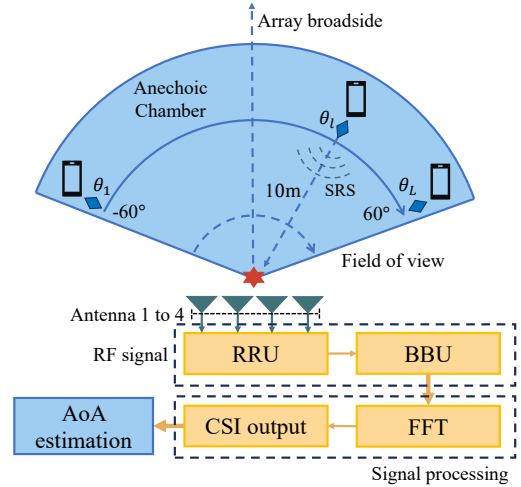 Array broadside
Anechoic
Chamber
θ₁
-60°
θₗ
10m
SRS
θ_L
60°
Field of view
Antenna 1 to 4
RF signal
RRU
BBU
AoA
estimation
CSI output
FFT
Signal processing